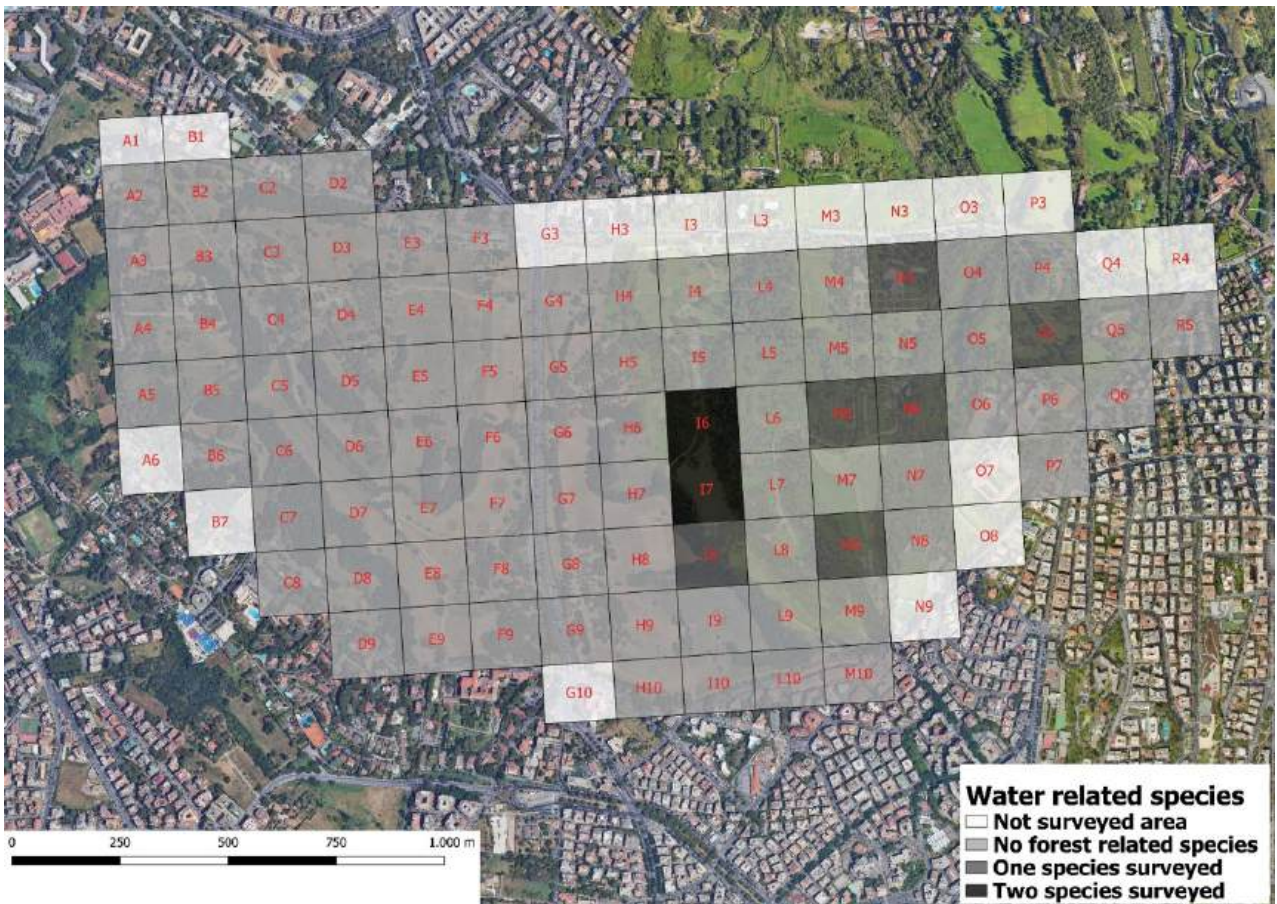 A1 B1
A2 B2 C2 D2
A3 B3 C3 D3 E3 F3 G3 H3 I3 L3 M3 N3 O3 P3
A4 B4 C4 D4 E4 F4 G4 H4 I4 L4 M4 O4 P4 Q4 R4
A5 B5 C5 D5 E5 F5 G5 H5 I5 L5 M5 N5 O5 Q5 R5
A6 B6 C6 D6 E6 F6 G6 H6 I6 L6 O6 P6 Q6
B7 C7 D7 E7 F7 G7 H7 I7 L7 M7 N7 O7 P7
C8 D8 E8 F8 G8 H8 L8 N8 O8
D9 E9 F9 G9 H9 I9 L9 M9 N9
G10 H10 I10 L10 M10
Water related species
Not surveyed area
No forest related species
One species surveyed
Two species surveyed
0 250 500 750 1.000 m